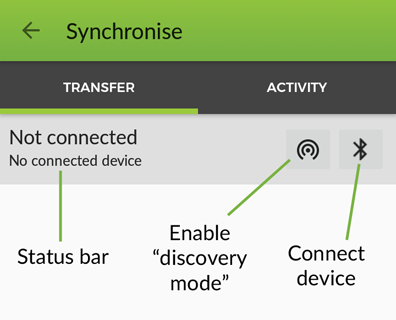 Synchronise
TRANSFER
ACTIVITY
Not connected
No connected device
Status bar
Enable
“discovery
mode”
Connect
device